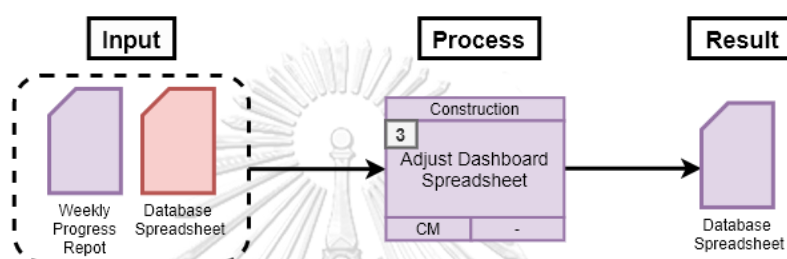 Input
Process
Result
Weekly
Progress
Repot
Database
Spreadsheet
Construction
3
Adjust Dashboard
Spreadsheet
CM
-
Database
Spreadsheet